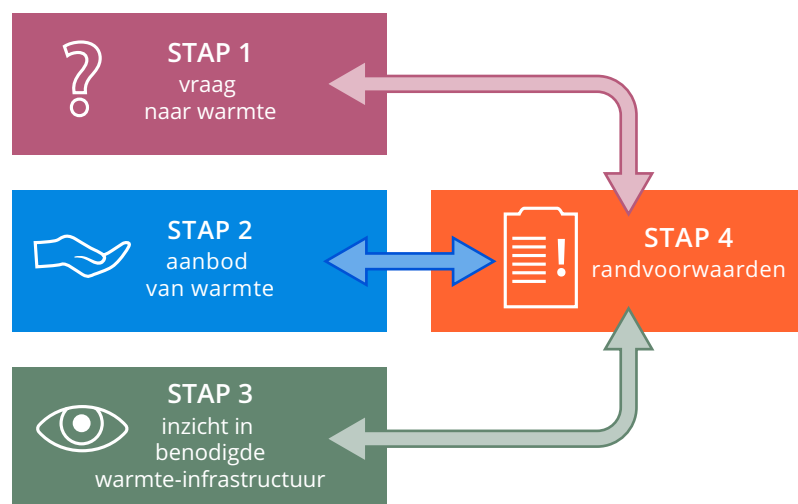 STAP 1
vraag
naar warmte
STAP 2
aanbod
van warmte
STAP 3
inzicht in
benodigde
warmte-infrastructuur
STAP 4
randvoorwaarden